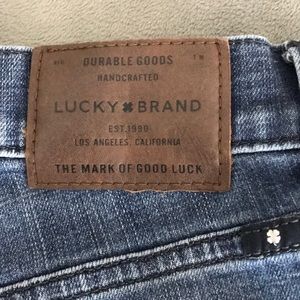 DURABLE GOODS
HANDCRAFTED
LUCKY BRAND
EST. 1990
LOS ANGELES, CALIFORNIA
THE MARK OF GOOD LUCK